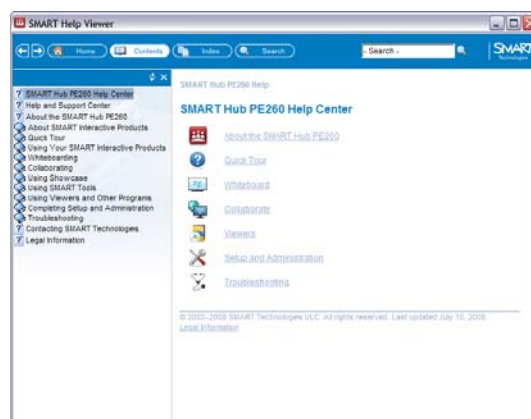 SMART Help Viewer
Home Contents Index Search - Search - SMART
Technologies
SMART Hub PE260 Help Center
Help and Support Center
About the SMART Hub PE260
About SMART Interactive Products
Quick Tour
Using Your SMART Interactive Products
Whiteboarding
Collaborating
Using Showcase
Using SMART Tools
Using Viewers and Other Programs
Completing Setup and Administration
Troubleshooting
Contacting SMART Technologies
Legal Information
SMART Hub PE260 Help
SMART Hub PE260 Help Center
About the SMART Hub PE260
Quick Tour
Whiteboard
Collaborate
Viewers
Setup and Administration
Troubleshooting
© 2002–2008 SMART Technologies ULC. All rights reserved. Last updated July 10, 2008.
Legal Information